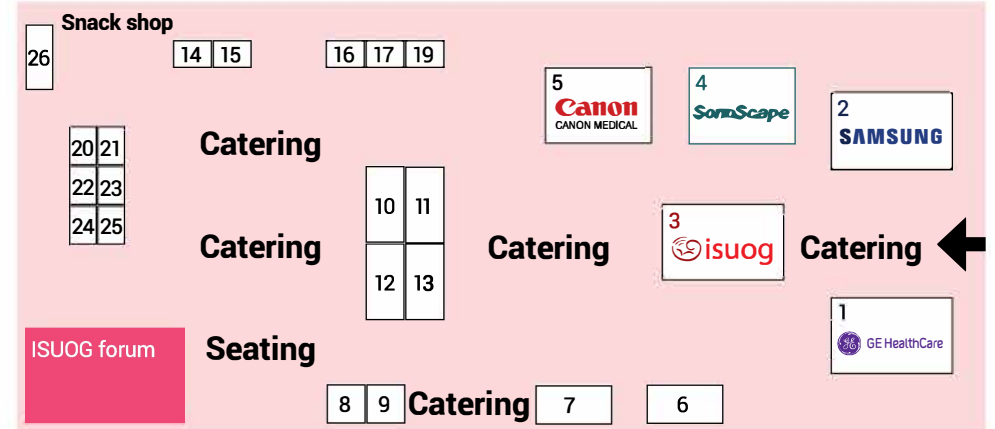 Snack shop
26
14 15
16 17 19
5
Canon
CANON MEDICAL
4
SonoScape
2
SAMSUNG
20 21
22 23
24 25
Catering
10 11
12 13
Catering
Catering
3
isuog
Catering
1
GE HealthCare
ISUOG forum
Seating
8 9
Catering
7
6